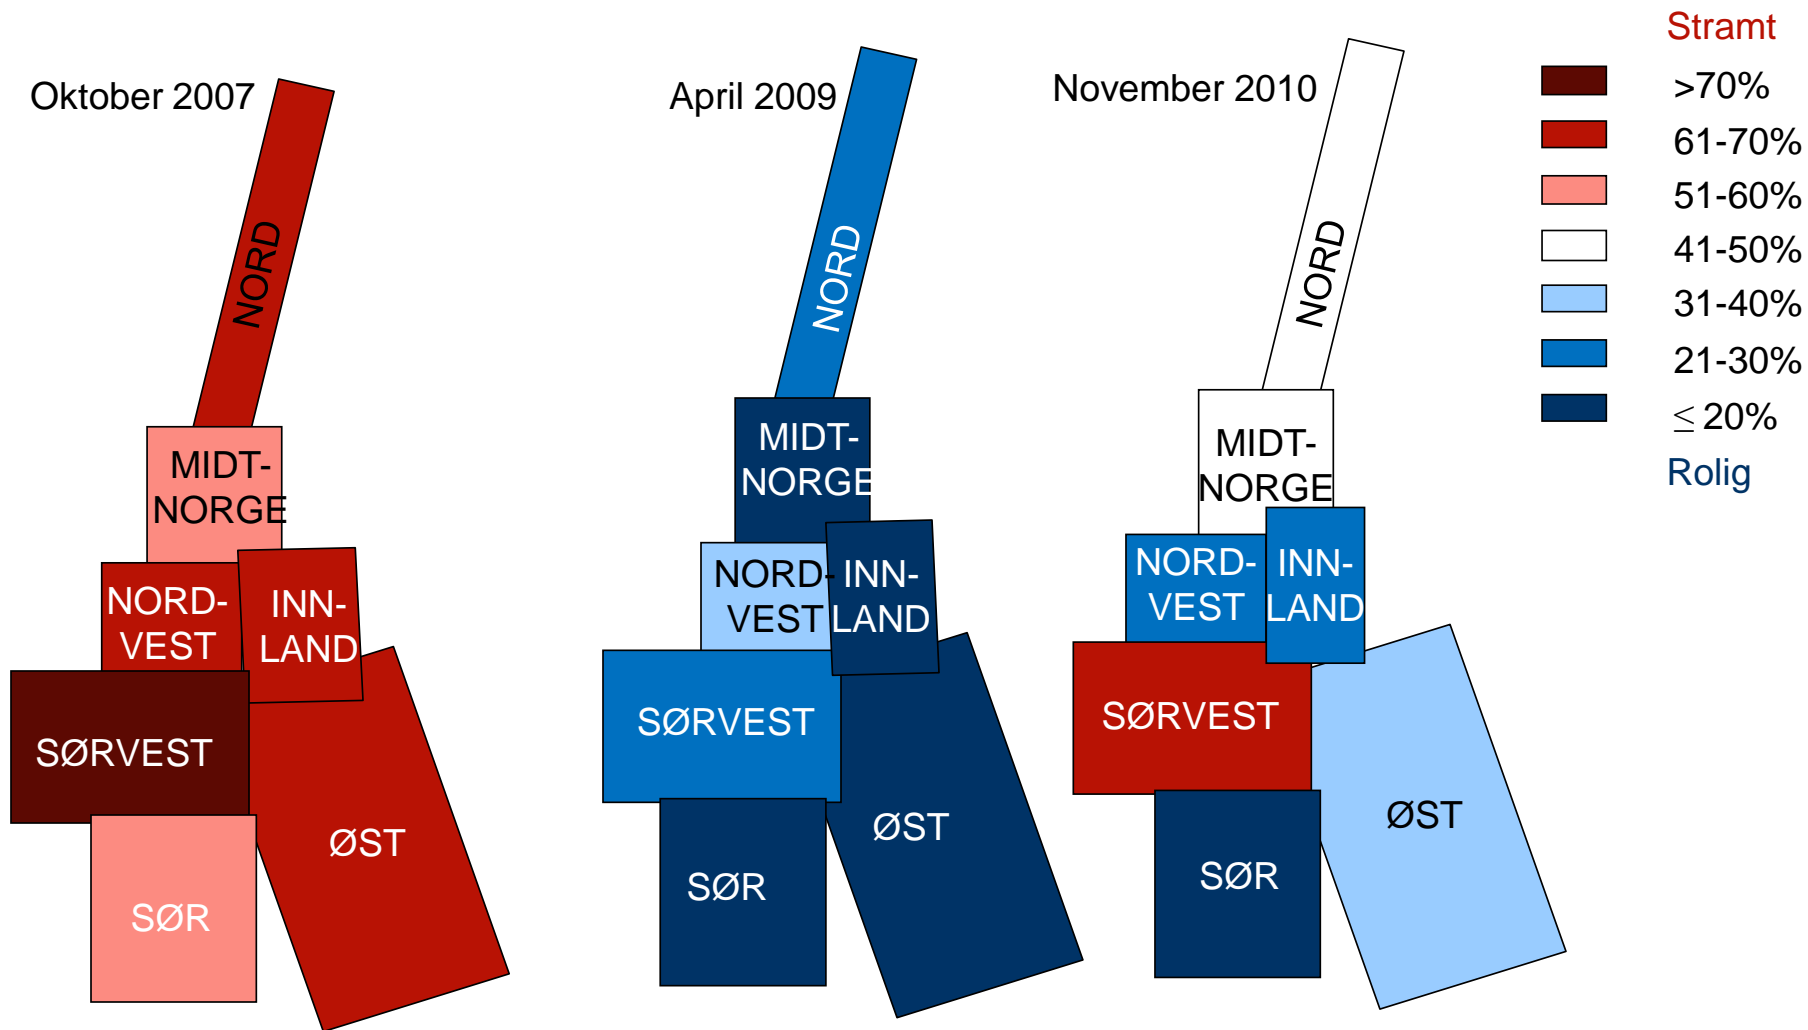 Oktober 2007
NORD
MIDT-
NORGE
NORD-
VEST
INN-
LAND
SØRVEST
ØST
SØR
April 2009
NORD
MIDT-
NORGE
NORD-
VEST
INN-
LAND
SØRVEST
ØST
SØR
November 2010
NORD
MIDT-
NORGE
NORD-
VEST
INN-
LAND
SØRVEST
ØST
SØR
Stramt
>70%
61-70%
51-60%
41-50%
31-40%
21-30%
≤ 20%
Rolig